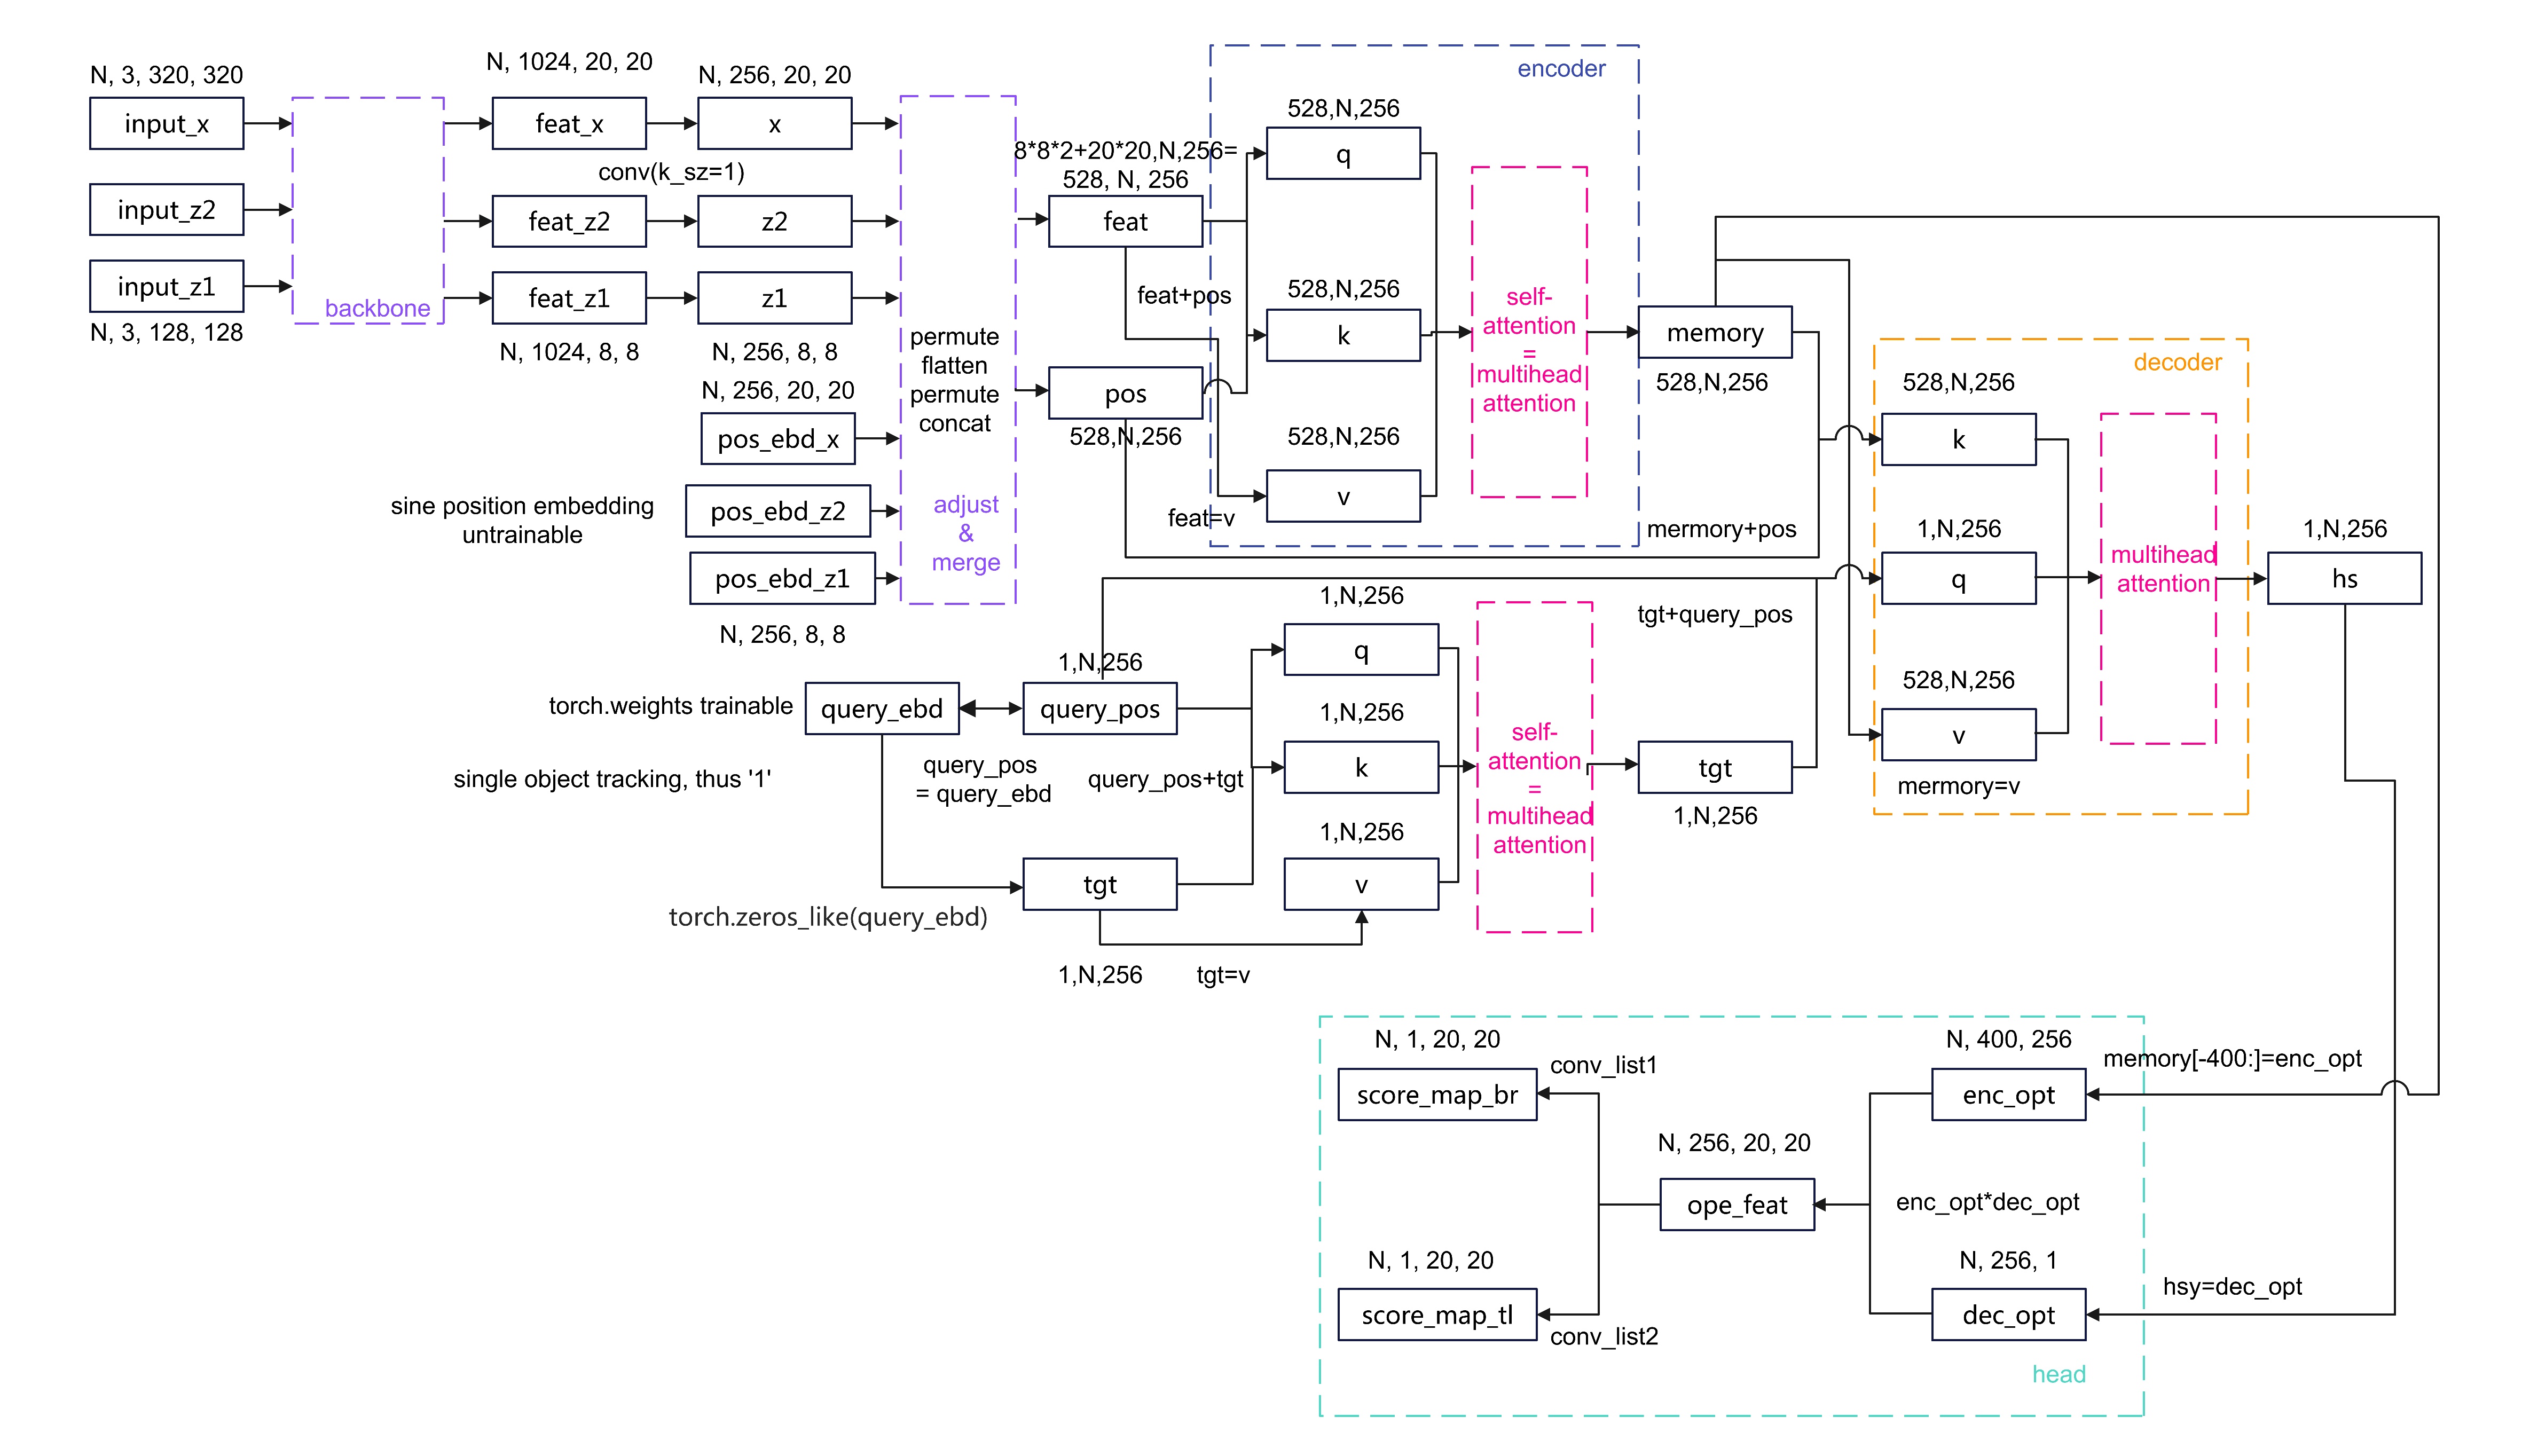 N, 3, 320, 320
input_x
input_z2
input_z1
N, 3, 128, 128
backbone
N, 1024, 20, 20
feat_x
conv(k_sz=1)
feat_z2
feat_z1
N, 1024, 8, 8
N, 256, 20, 20
x
z2
z1
N, 256, 8, 8
N, 256, 20, 20
pos_ebd_x
pos_ebd_z2
pos_ebd_z1
N, 256, 8, 8
sine position embedding
untrainable
permute
flatten
permute
concat
adjust
&
merge
8*8*2+20*20,N,256=
528, N, 256
feat
feat+pos
pos
528,N,256
feat=v
encoder
528,N,256
q
528,N,256
k
528,N,256
v
self-
attention
=
multihead
attention
memory
528,N,256
mermory+pos
decoder
528,N,256
k
1,N,256
q
528,N,256
v
mermory=v
multihead
attention
1,N,256
hs
torch.weights trainable
query_ebd
1,N,256
query_pos
single object tracking, thus '1'
query_pos
= query_ebd
query_pos+tgt
tgt
torch.zeros_like(query_ebd)
1,N,256
tgt=v
1,N,256
q
1,N,256
k
1,N,256
v
self-
attention
=
multihead
attention
tgt+query_pos
tgt
1,N,256
N, 1, 20, 20
conv_list1
score_map_br
N, 1, 20, 20
score_map_tl
conv_list2
N, 256, 20, 20
ope_feat
N, 400, 256
memory[-400:]=enc_opt
enc_opt
enc_opt*dec_opt
N, 256, 1
hsy=dec_opt
dec_opt
head